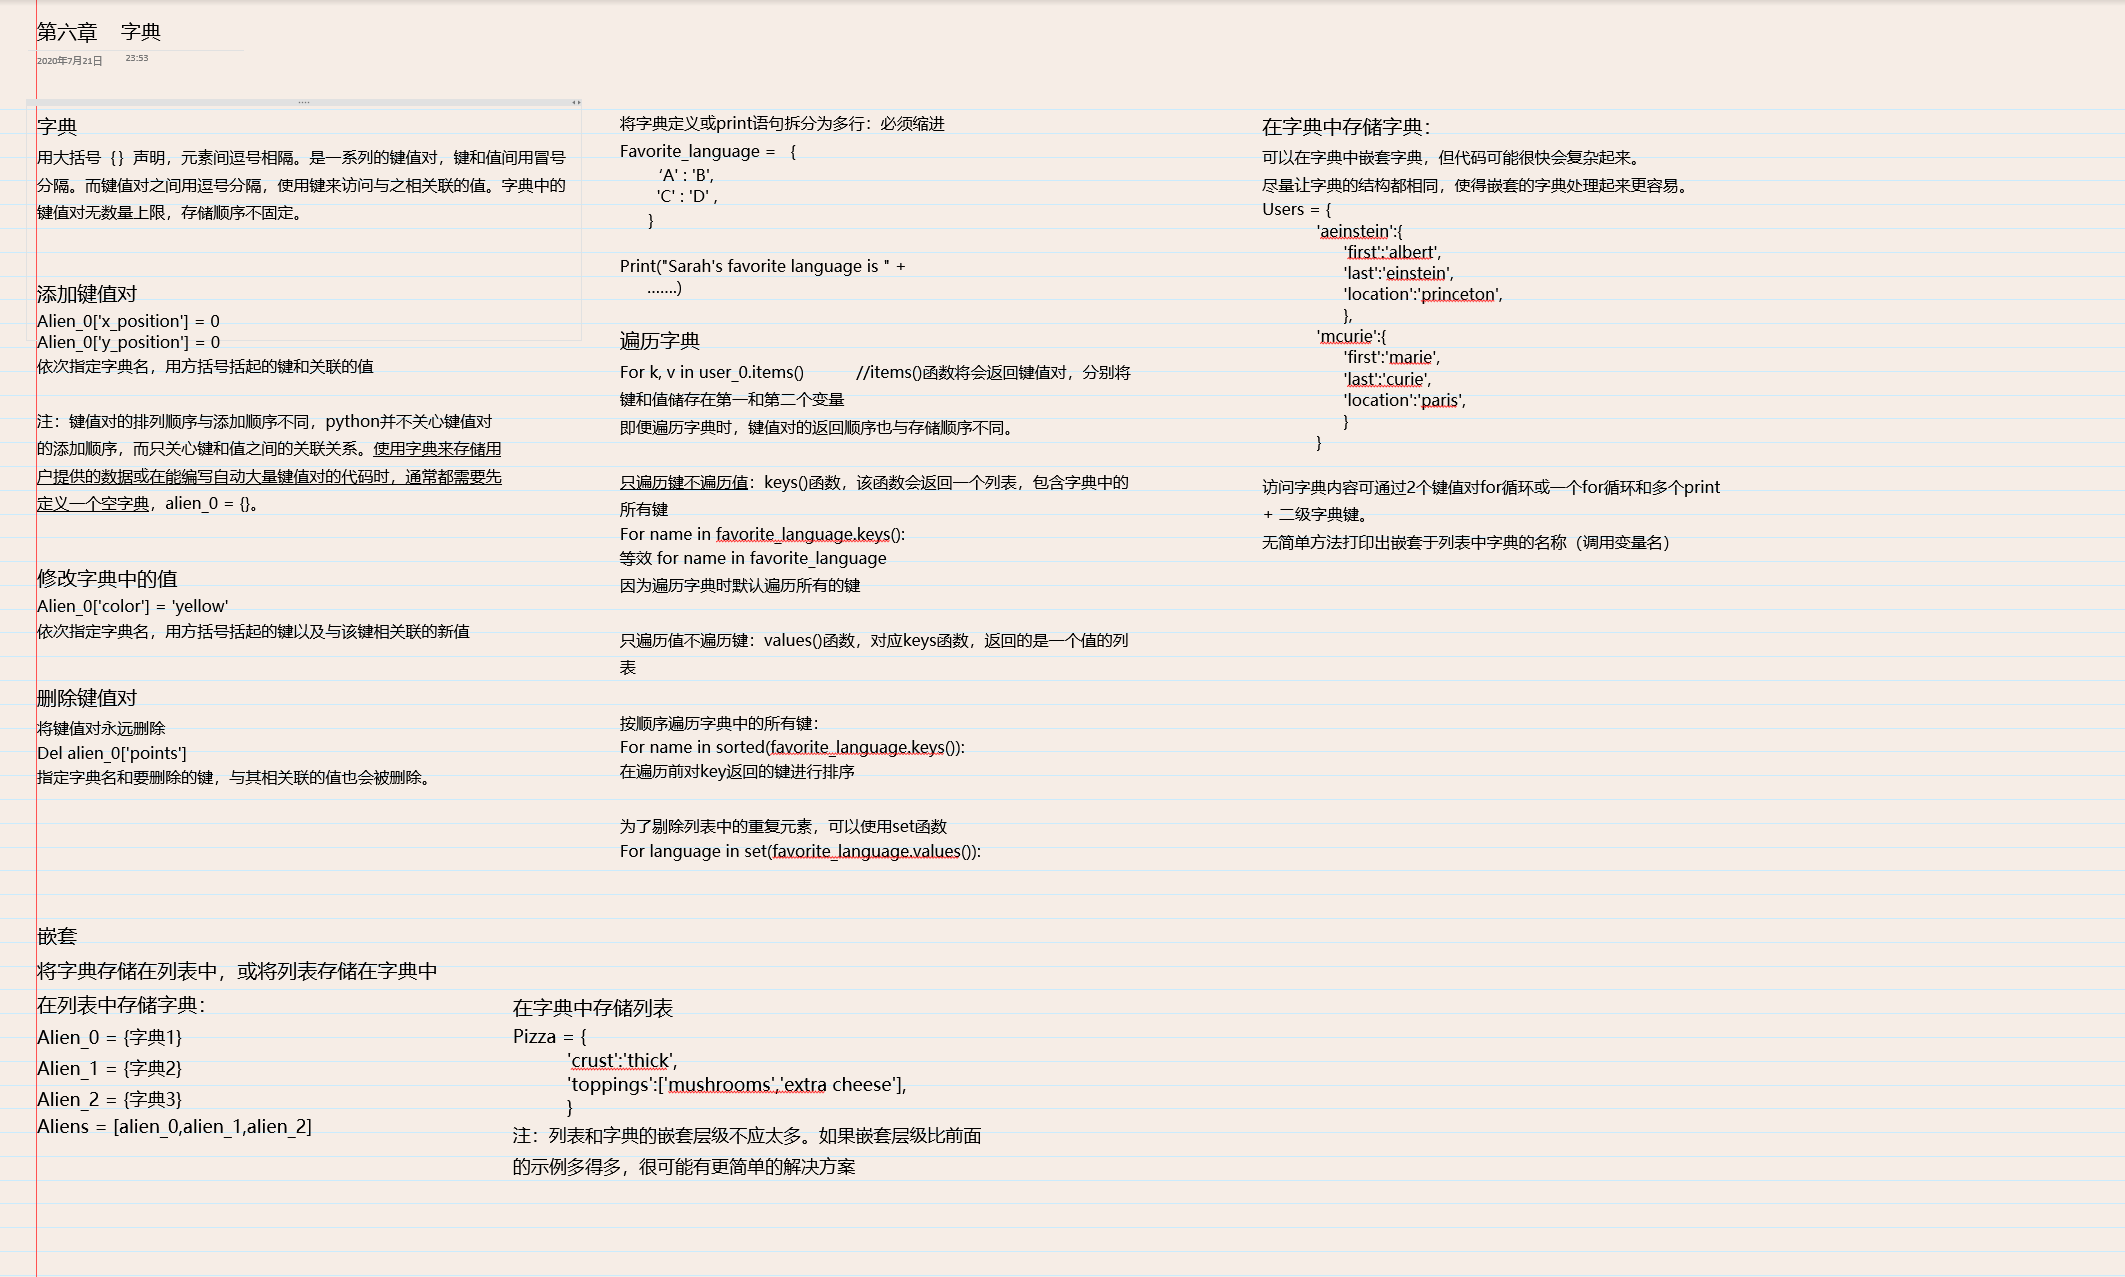 第六章　字典
2020年7月21日　23:53
字典
用大括号｛｝声明，元素间逗号相隔。是一系列的键值对，键和值间用冒号
分隔。而键值对之间用逗号分隔，使用键来访问与之相关联的值。字典中的
键值对无数量上限，存储顺序不固定。
添加键值对
Alien_0['x_position'] = 0
Alien_0['y_position'] = 0
依次指定字典名，用方括号括起的键和关联的值
注：键值对的排列顺序与添加顺序不同，python并不关心键值对
的添加顺序，而只关心键和值之间的关联关系。使用字典来存储用
户提供的数据或在能编写自动大量键值对的代码时，通常都需要先
定义一个空字典，alien_0 = {}。
修改字典中的值
Alien_0['color'] = 'yellow'
依次指定字典名，用方括号括起的键以及与该键相关联的新值
删除键值对
将键值对永远删除
Del alien_0['points']
指定字典名和要删除的键，与其相关联的值也会被删除。
将字典定义或print语句拆分为多行：必须缩进
Favorite_language = ｛
‘A' : 'B',
'C' : 'D' ,
}
Print("Sarah's favorite language is " +
.......)
遍历字典
For k, v in user_0.items()　　　//items()函数将会返回键值对，分别将
键和值储存在第一和第二个变量
即便遍历字典时，键值对的返回顺序也与存储顺序不同。
只遍历键不遍历值：keys()函数，该函数会返回一个列表，包含字典中的
所有键
For name in favorite_language.keys():
等效 for name in favorite_language
因为遍历字典时默认遍历所有的键
只遍历值不遍历键：values()函数，对应keys函数，返回的是一个值的列
表
按顺序遍历字典中的所有键：
For name in sorted(favorite_language.keys()):
在遍历前对key返回的键进行排序
为了剔除列表中的重复元素，可以使用set函数
For language in set(favorite_language.values()):
在字典中存储字典：
可以在字典中嵌套字典，但代码可能很快会复杂起来。
尽量让字典的结构都相同，使得嵌套的字典处理起来更容易。
Users = {
'aeinstein':{
'first':'albert',
'last':'einstein',
'location':'princeton',
},
'mcurie':{
'first':'marie',
'last':'curie',
'location':'paris',
}
}
访问字典内容可通过2个键值对for循环或一个for循环和多个print
+ 二级字典键。
无简单方法打印出嵌套于列表中字典的名称（调用变量名）
嵌套
将字典存储在列表中，或将列表存储在字典中
在列表中存储字典：
Alien_0 = {字典1}
Alien_1 = {字典2}
Alien_2 = {字典3}
Aliens = [alien_0,alien_1,alien_2]
在字典中存储列表
Pizza = {
'crust':'thick',
'toppings':['mushrooms','extra cheese'],
}
注：列表和字典的嵌套层级不应太多。如果嵌套层级比前面
的示例多得多，很可能有更简单的解决方案